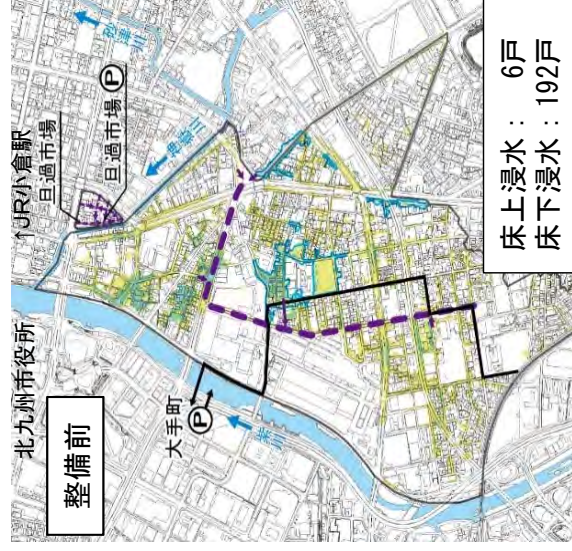 北九州市役所
↑JR小倉駅
旦過市場
旦過市場 P
砂津川
神嶽川
整備前
大手町
P
紫川
床上浸水： 6戸
床下浸水：192戸